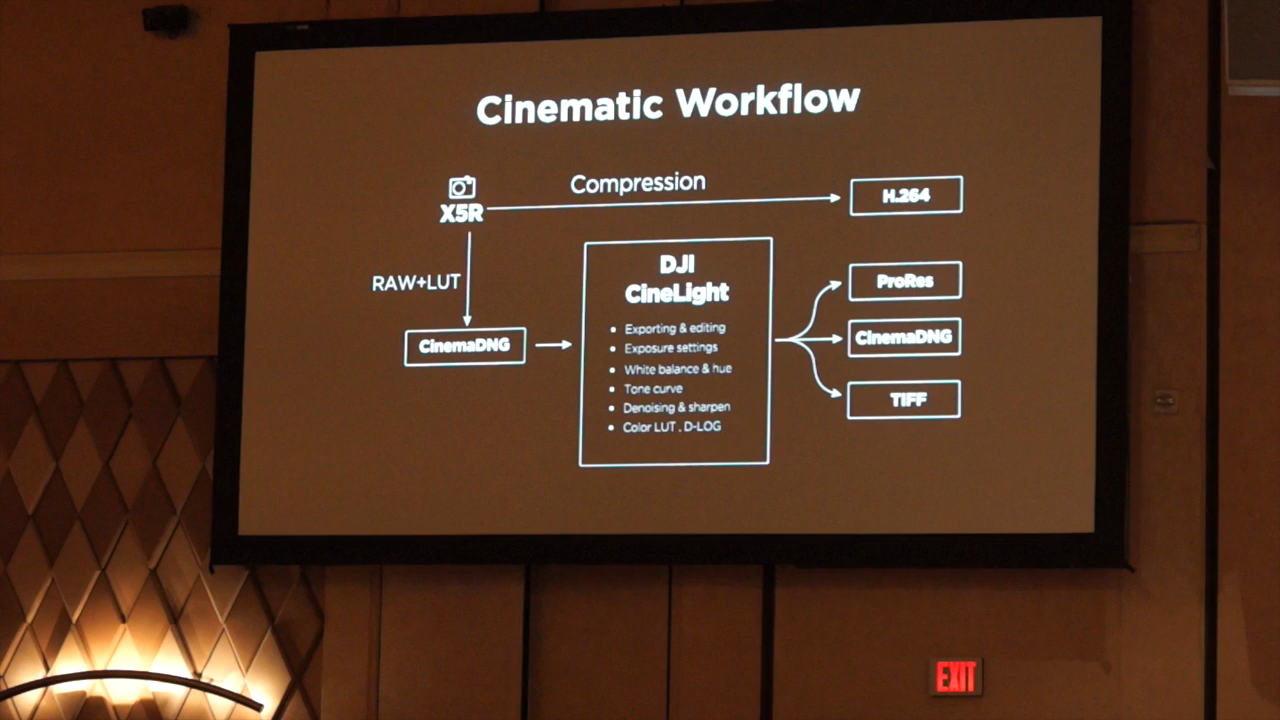 Cinematic Workflow
X5R
Compression
H.264
RAW+LUT
CinemaDNG
DJI
CineLight
• Exporting & editing
• Exposure settings
• White balance & hue
• Tone curve
• Denoising & sharpen
• Color LUT . D-LOG
ProRes
CinemaDNG
TIFF
EXIT